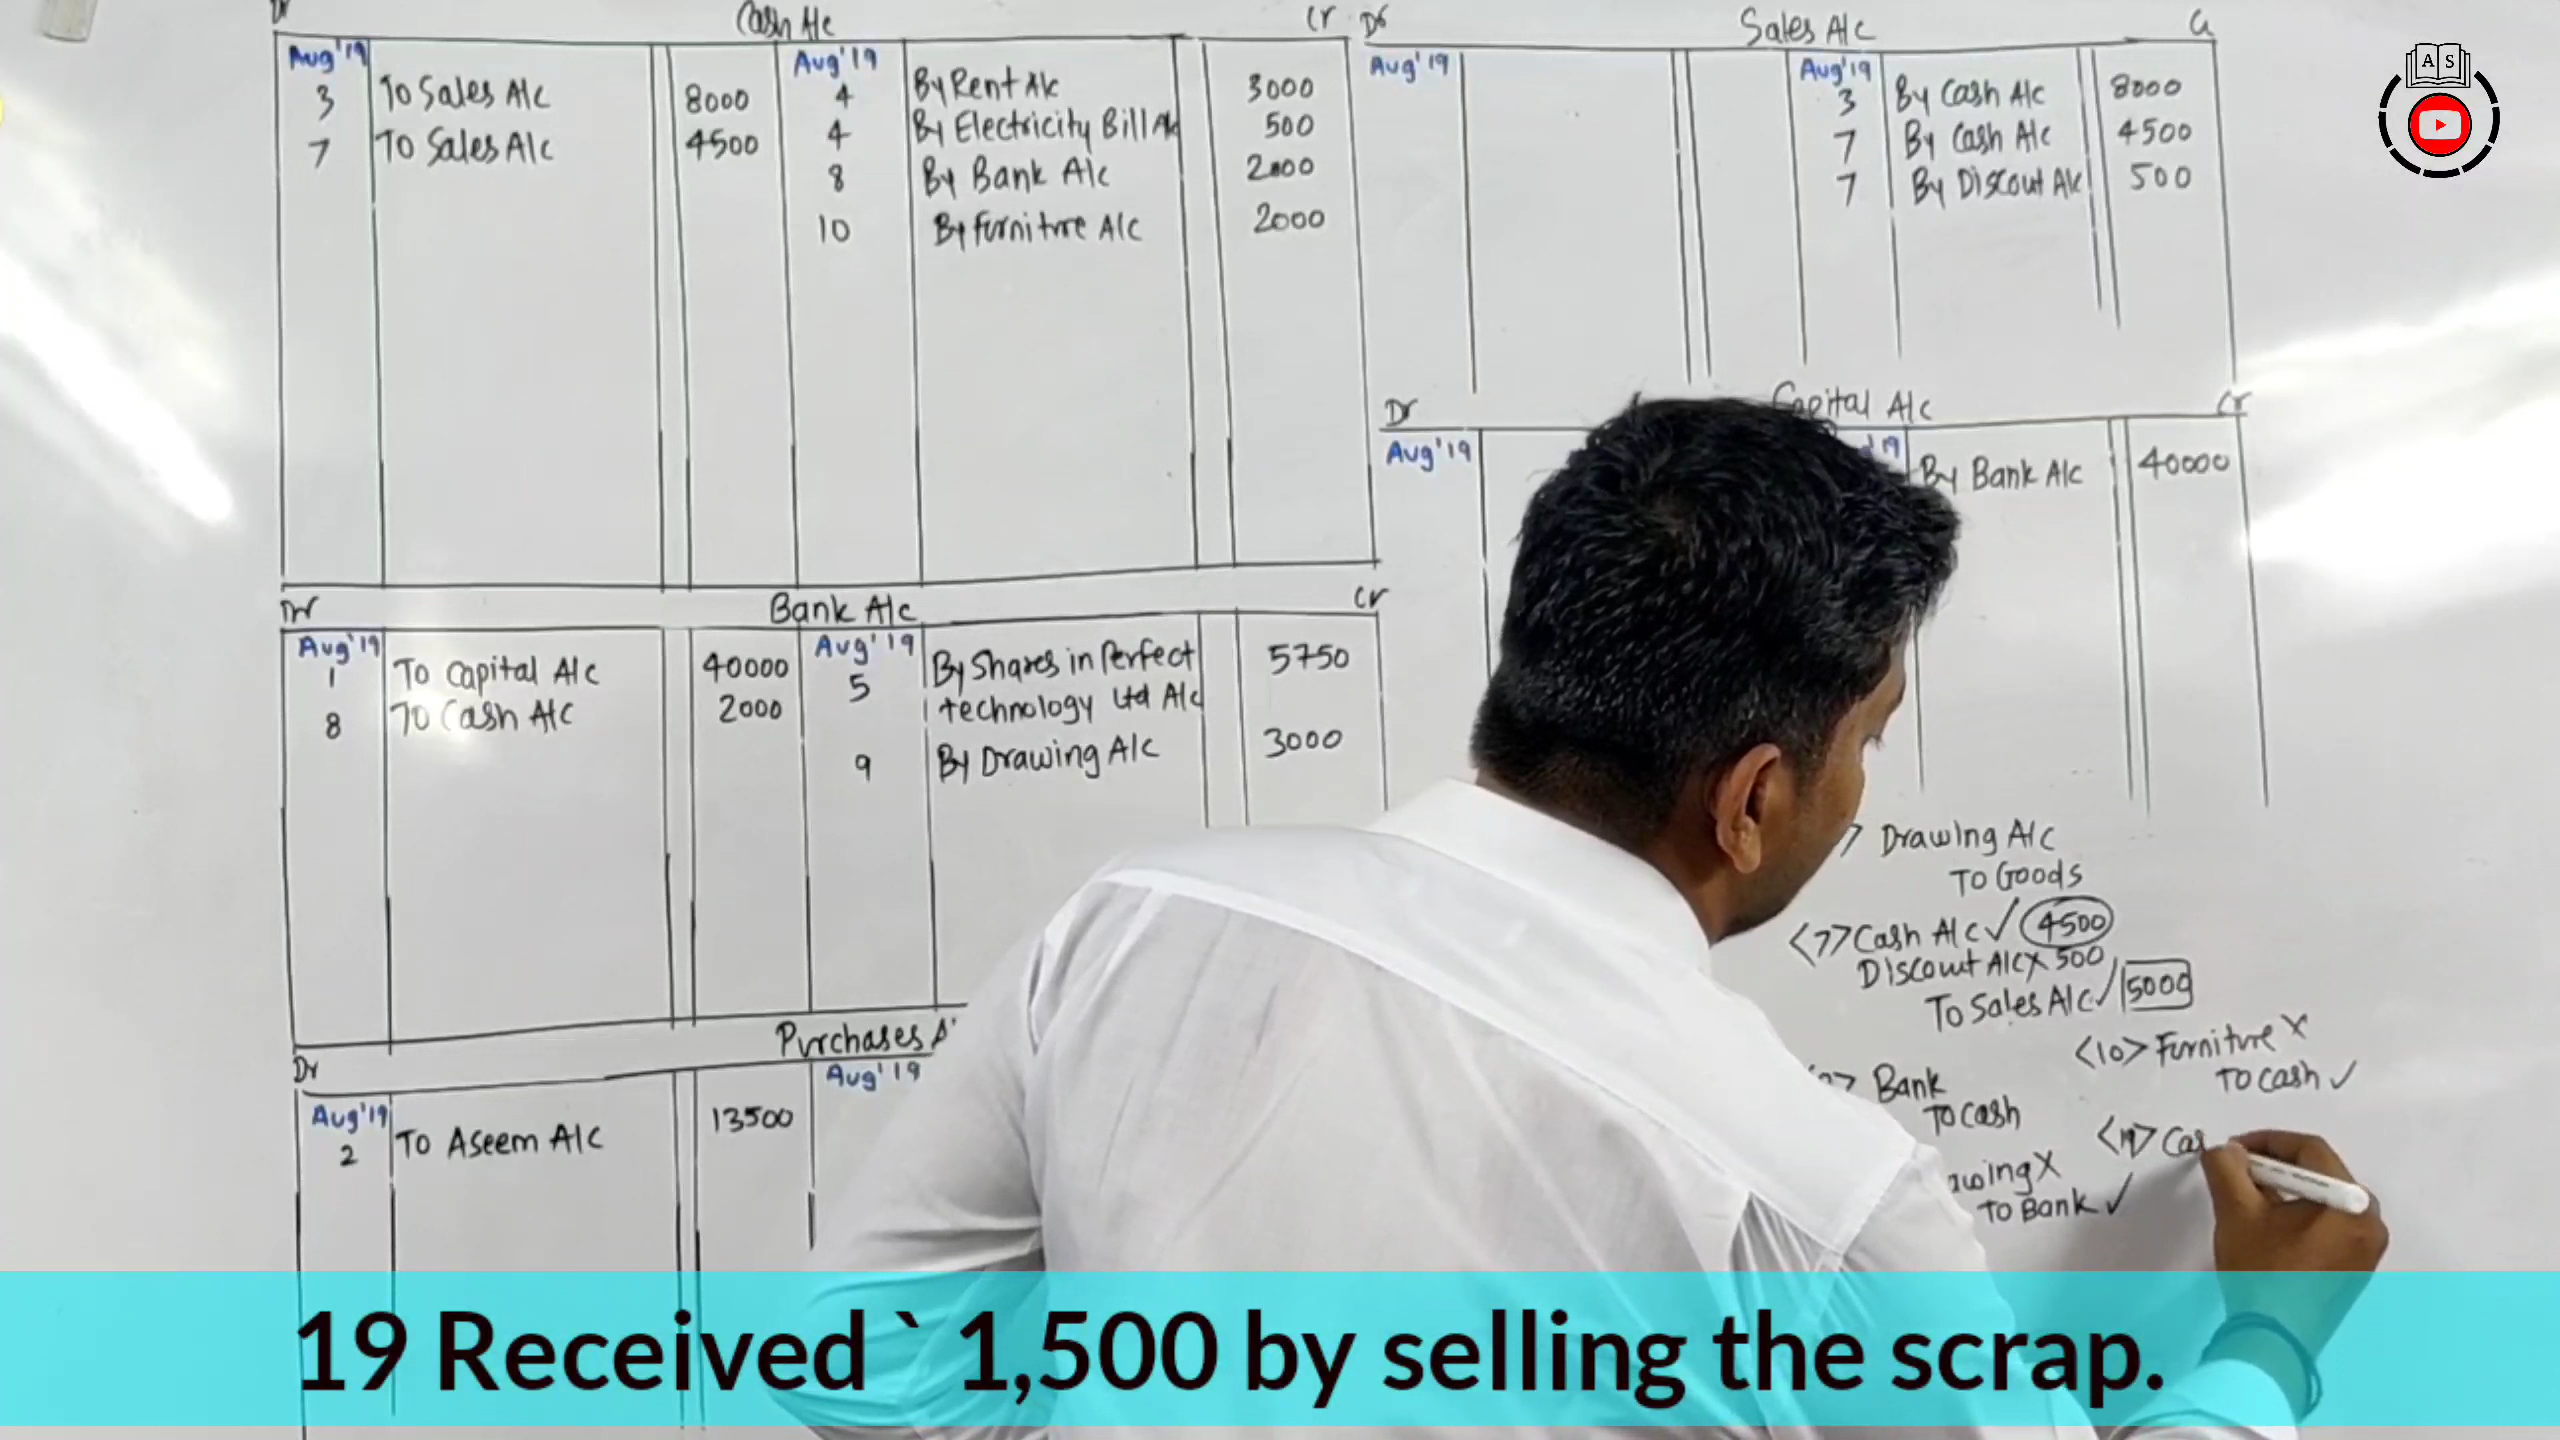 Dr Cash A/c Cr
Aug'19 Aug'19
3 To Sales A/c 8000 4 By Rent A/c 3000
7 To Sales A/c 4500 4 By Electricity Bill A/c 500
8 By Bank A/c 2000
10 By Furniture A/c 2000
Dr Sales A/c Cr
Aug'19 Aug'19
3 By Cash A/c 8000
7 By Cash A/c 4500
7 By Discout A/c 500
A S
Dr Capital A/c Cr
Aug'19 By Bank A/c 40000
Dr Bank A/c Cr
Aug'19 Aug'19
1 To Capital A/c 40000 5 By Shares in Perfect 5750
technology Ltd A/c
8 To Cash A/c 2000 9 By Drawing A/c 3000
Dr Purchases
Aug'19 Aug'19
2 To Aseem A/c 13500
Drawing A/c
To Goods
<7> Cash A/c ✓ 4500
Discout A/c X 500
To Sales A/c ✓ 5000
Bank
To cash
To Bank ✓
<10> Furniture X
To cash ✓
19 Received ` 1,500 by selling the scrap.